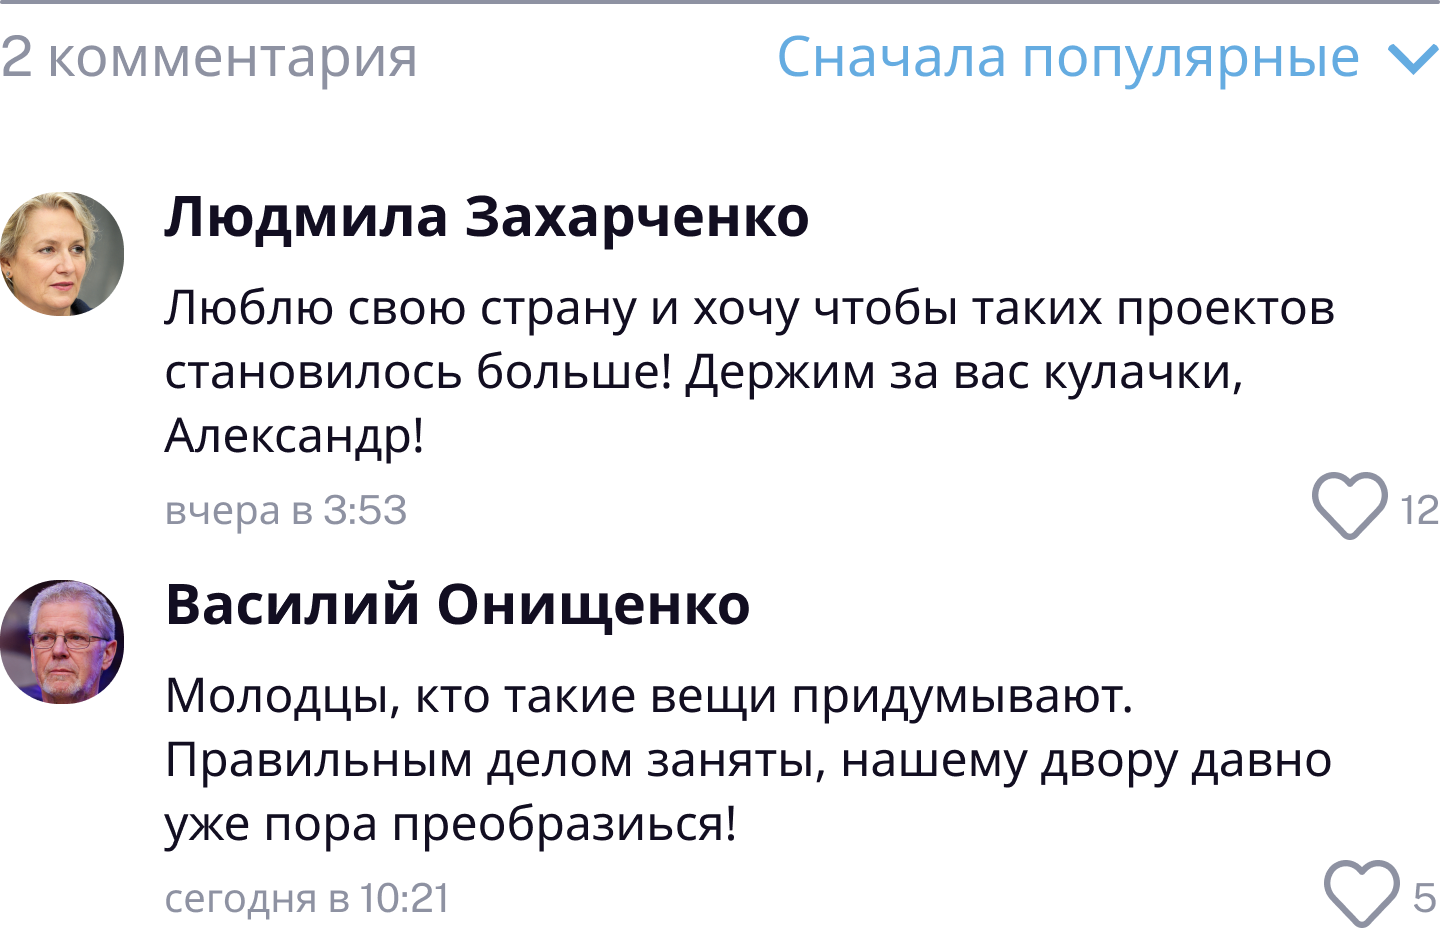 2 комментария
Сначала популярные
Людмила Захарченко
Люблю свою страну и хочу чтобы таких проектов
становилось больше! Держим за вас кулачки,
Александр!
вчера в 3:53
12
Василий Онищенко
Молодцы, кто такие вещи придумывают.
Правильным делом заняты, нашему двору давно
уже пора преобразиься!
сегодня в 10:21
5